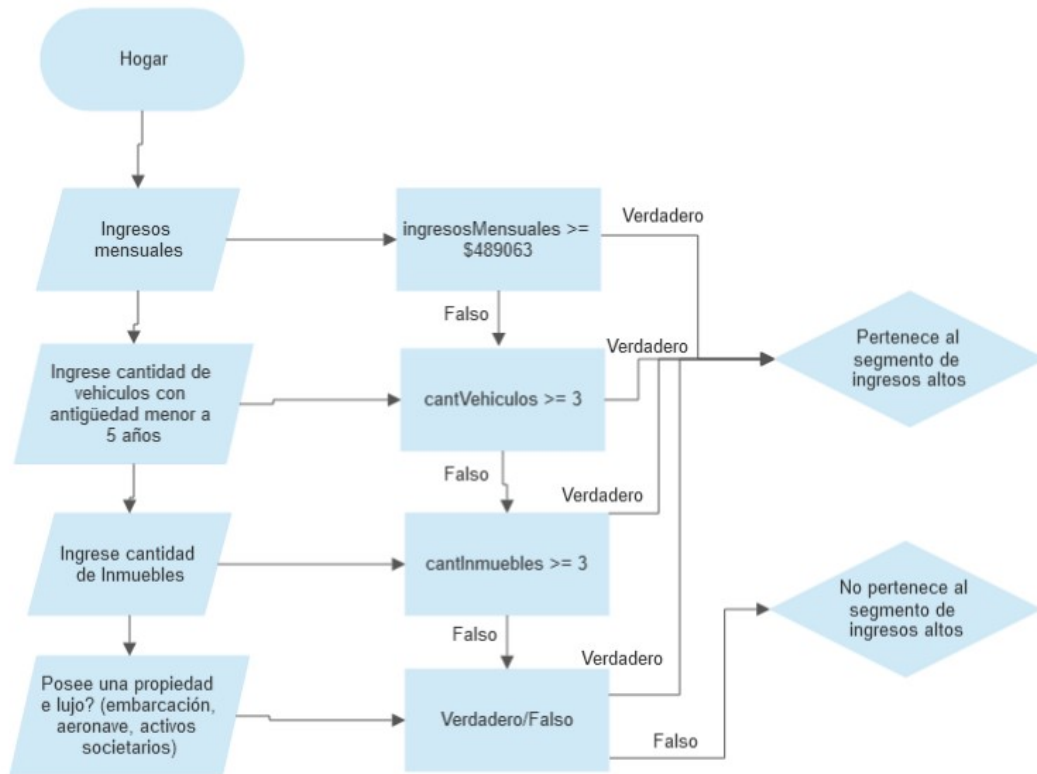 Hogar
Ingresos
mensuales
ingresosMensuales >=
$489063
Verdadero
Falso
Pertenece al
segmento de
ingresos altos
Ingrese cantidad de
vehiculos con
antigüedad menor a
5 años
cantVehiculos >= 3
Verdadero
Falso
Ingrese cantidad
de Inmuebles
cantInmuebles >= 3
Verdadero
Falso
No pertenece al
segmento de
ingresos altos
Posee una propiedad
e lujo? (embarcación,
aeronave, activos
societarios)
Verdadero/Falso
Verdadero
Falso